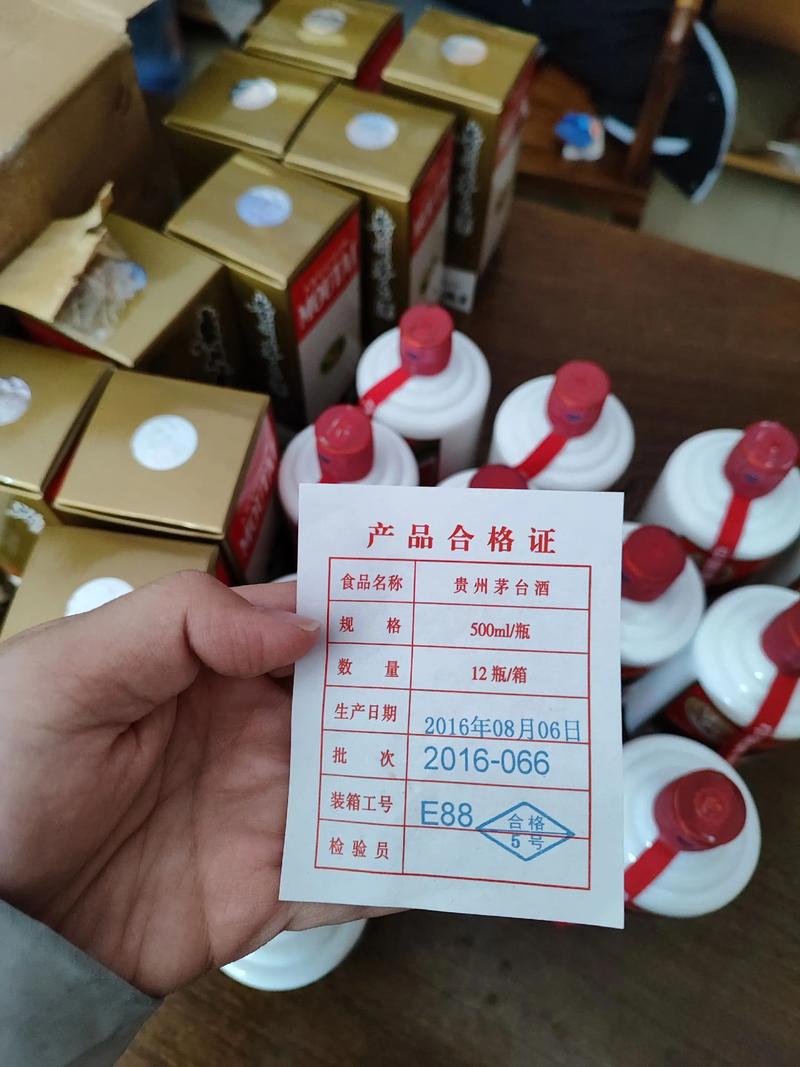 MOUTAI
产品合格证
食品名称 贵州茅台酒
规 格 500ml/瓶
数 量 12瓶/箱
生产日期 2016年08月06日
批 次 2016-066
装箱工号 E88
合格
5号
检验员